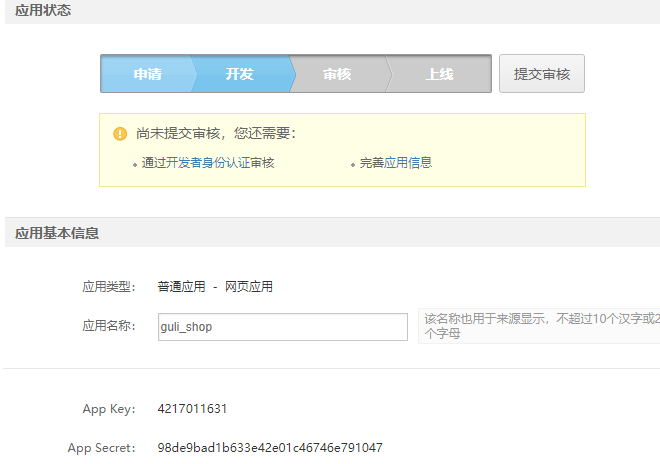 应用状态
申请 开发 审核 上线 提交审核
尚未提交审核，您还需要：
• 通过开发者身份认证审核 • 完善应用信息
应用基本信息
应用类型： 普通应用 - 网页应用
应用名称： guli_shop 该名称也用于来源显示，不超过10个汉字或2
个字母
App Key： 4217011631
App Secret： 98de9bad1b633e42e01c46746e791047